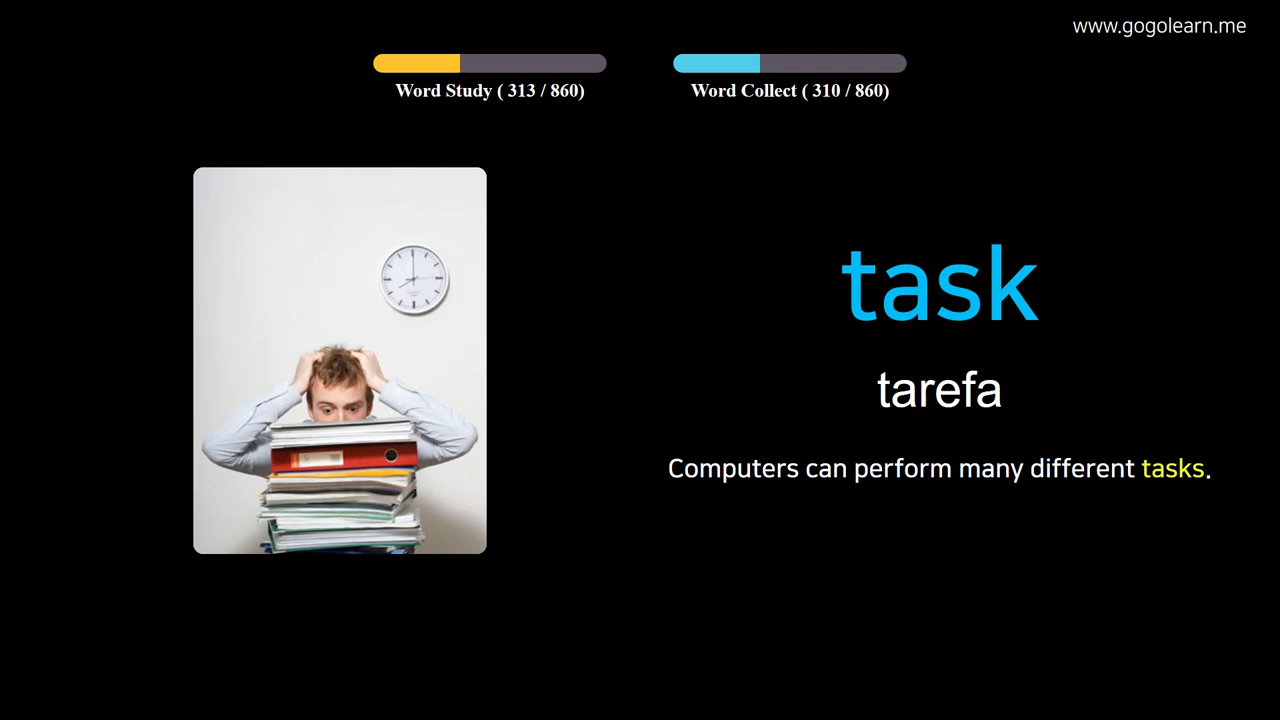 www.gogolearn.me
Word Study ( 313 / 860)
Word Collect ( 310 / 860)
task
tarefa
Computers can perform many different tasks.